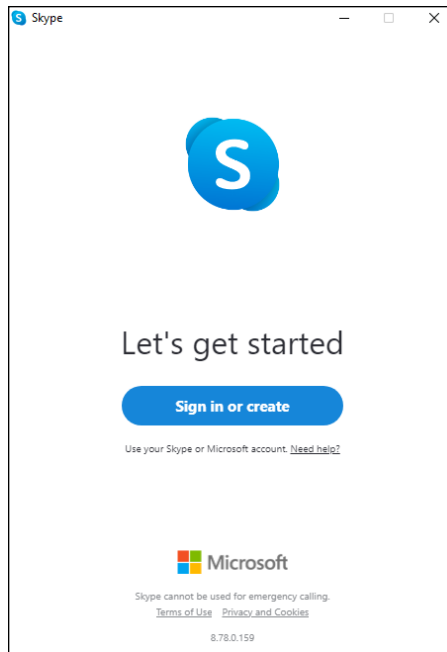 Skype
S
Let's get started
Sign in or create
Use your Skype or Microsoft account. Need help?
Microsoft
Skype cannot be used for emergency calling.
Terms of Use Privacy and Cookies
8.78.0.159